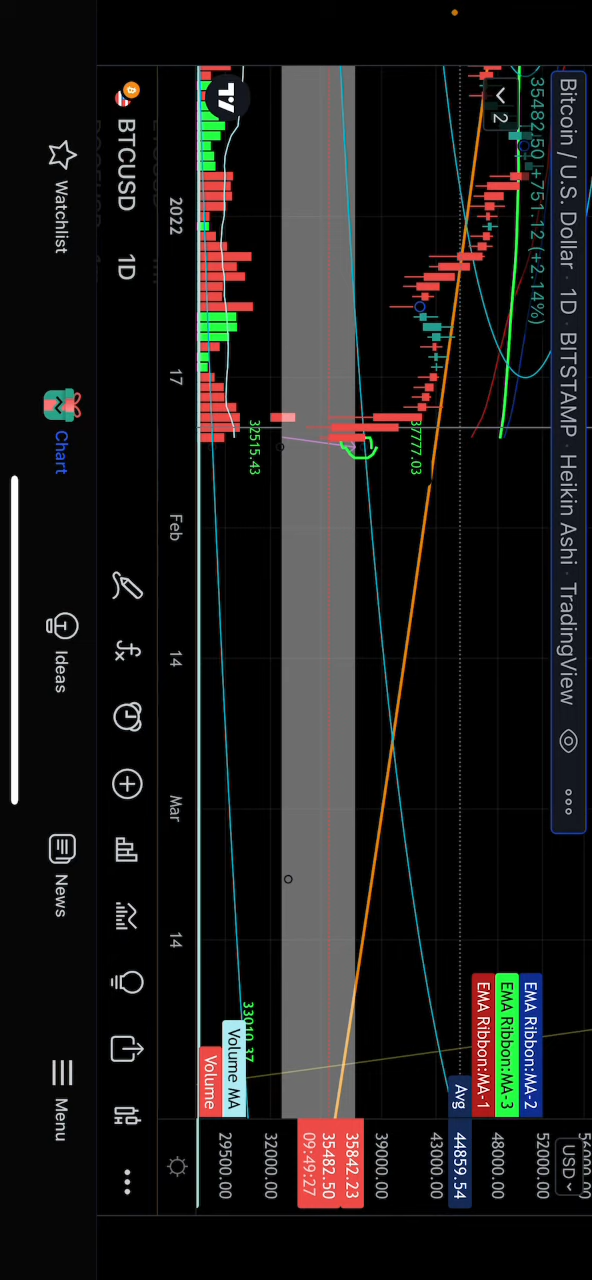 Bitcoin / U.S. Dollar · 1D · BITSTAMP · Heikin Ashi · TradingView
35482.50 +751.12 (+2.14%)
2
USD
52000.00
48000.00
44859.54
43000.00
39000.00
35842.23
35482.50
09:49:27
32000.00
29500.00
EMA Ribbon:MA-2
EMA Ribbon:MA-3
EMA Ribbon:MA-1
Avg
37777.03
32515.43
33010.37
Volume MA
Volume
2022
17
Feb
14
Mar
14
BTCUSD
1D
Watchlist
Chart
Ideas
News
Menu